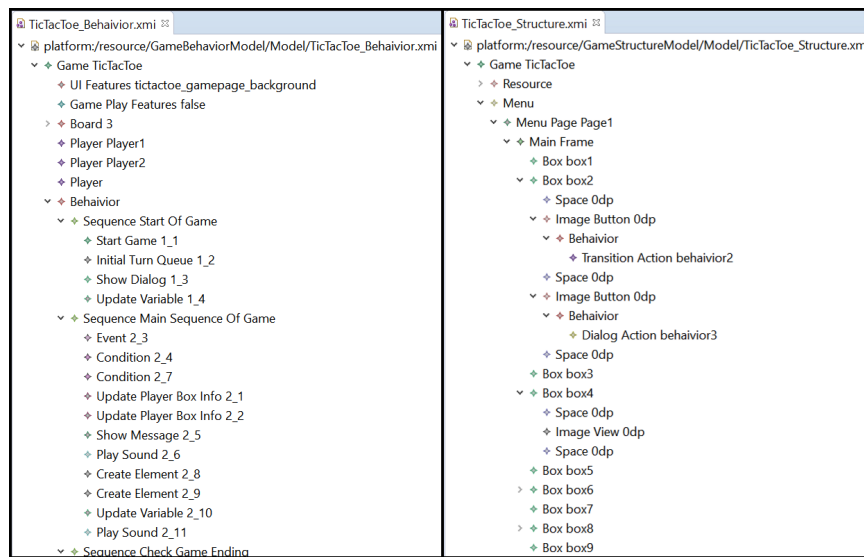 TicTacToe_Behaivior.xmi
platform:/resource/GameBehaviorModel/Model/TicTacToe_Behaivior.xmi
Game TicTacToe
UI Features tictactoe_gamepage_background
Game Play Features false
Board 3
Player Player1
Player Player2
Player
Behaivior
Sequence Start Of Game
Start Game 1_1
Initial Turn Queue 1_2
Show Dialog 1_3
Update Variable 1_4
Sequence Main Sequence Of Game
Event 2_3
Condition 2_4
Condition 2_7
Update Player Box Info 2_1
Update Player Box Info 2_2
Show Message 2_5
Play Sound 2_6
Create Element 2_8
Create Element 2_9
Update Variable 2_10
Play Sound 2_11
Sequence Check Game Ending
TicTacToe_Structure.xmi
platform:/resource/GameStructureModel/Model/TicTacToe_Structure.xmi
Game TicTacToe
Resource
Menu
Menu Page Page1
Main Frame
Box box1
Box box2
Space 0dp
Image Button 0dp
Behaivior
Transition Action behaivior2
Space 0dp
Image Button 0dp
Behaivior
Dialog Action behaivior3
Space 0dp
Box box3
Box box4
Space 0dp
Image View 0dp
Space 0dp
Box box5
Box box6
Box box7
Box box8
Box box9